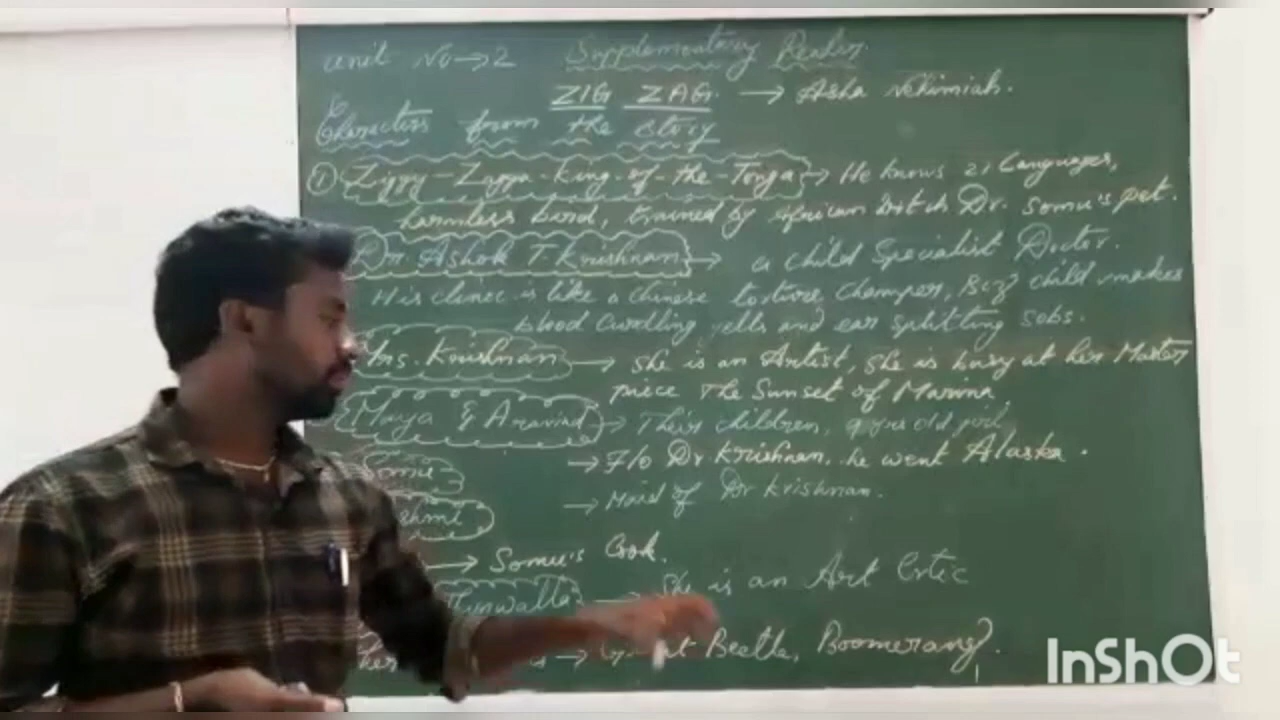 unit No→2 Supplementary Reader.
ZIG ZAG. → Asha Nehimiah.
Characters from the Story
① Ziggy-Zagga-King-of-the-Tonga → He knows 21 Languages,
harmless bird, trained by African Witch Dr. Somu's pet.
Dr. Ashok T. Krishnan → a child Specialist Doctor.
His clinic is like a chinese torture Champer, Bcz child makes
blood curdling yells and ear splitting sobs.
Mrs. Krishnan → She is an Artist, She is busy at her Master
piece The Sunset of Marina.
Maya & Aravind → Their children, old girl
Somu → F/o Dr. Krishnan. he went Alaska.
shmi → Maid of Dr Krishnan.
→ Somu's Cook.
→ She is an Art Critic
→ at Beetle, Boomerang.
InShOt